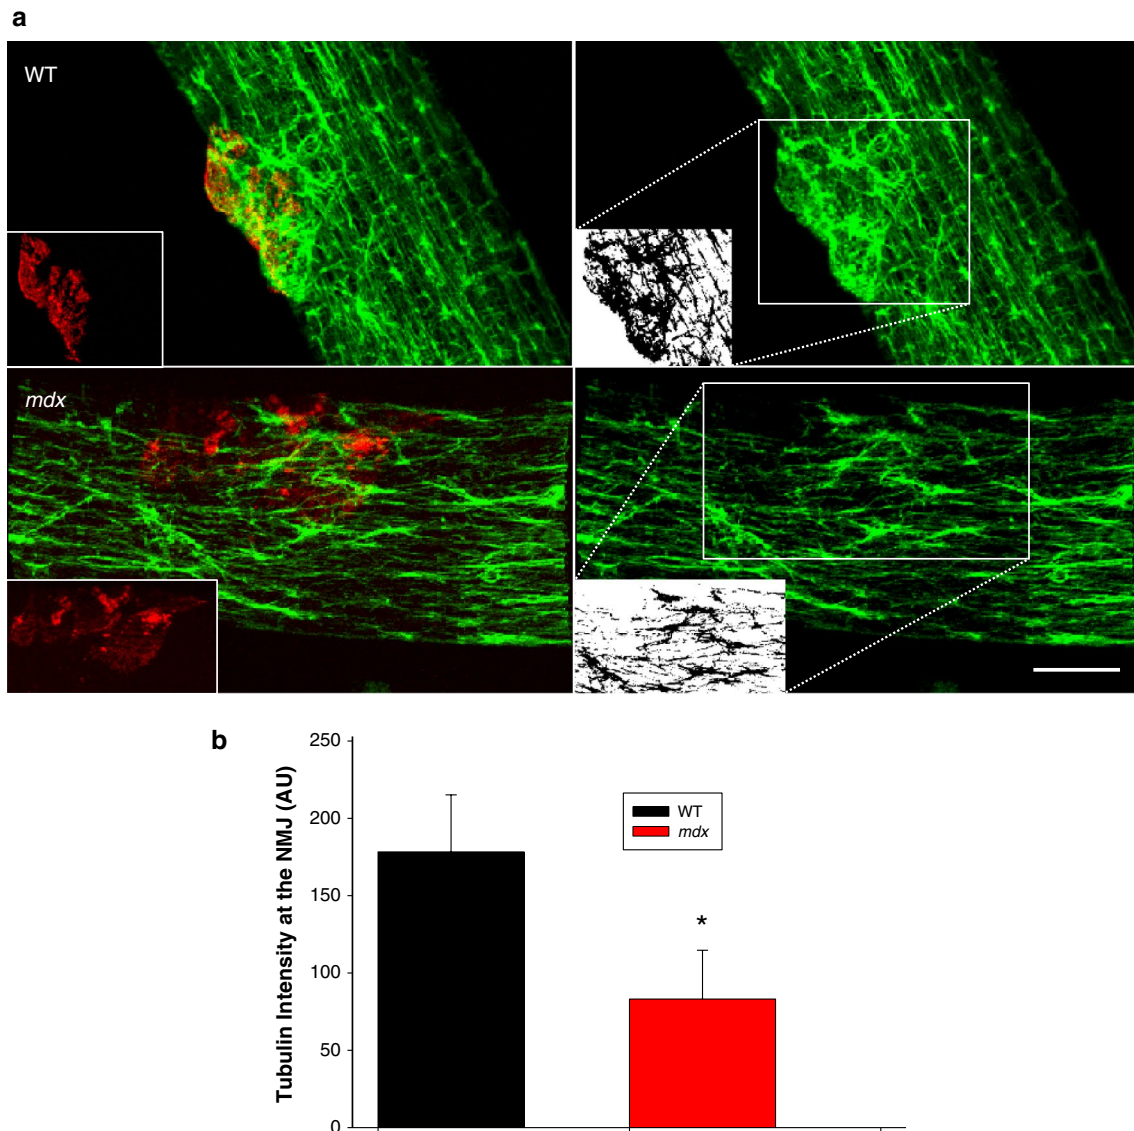 a
WT
mdx
b
Tubulin Intensity at the NMJ (AU)
250
200
150
100
50
0
WT
mdx
*